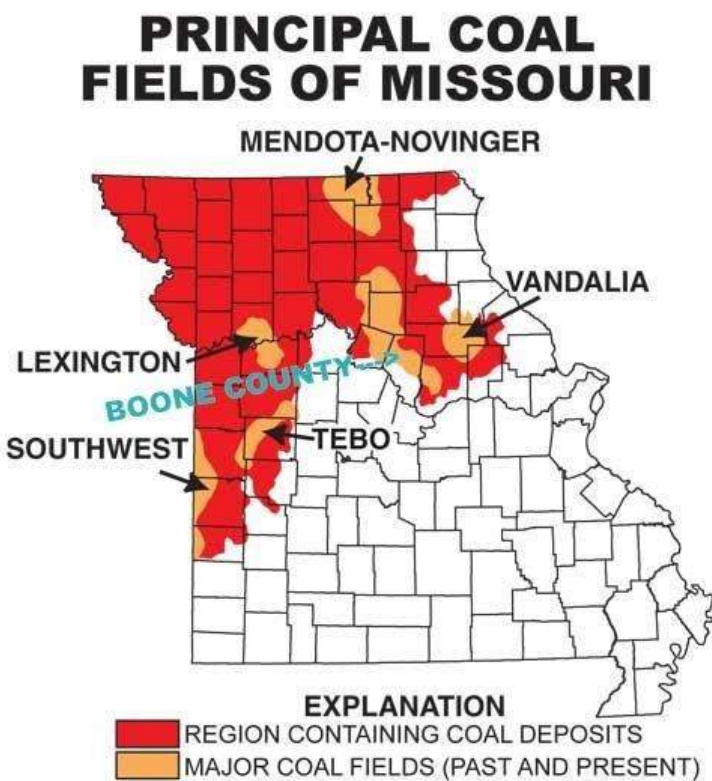 PRINCIPAL COAL
FIELDS OF MISSOURI
MENDOTA-NOVINGER
VANDALIA
LEXINGTON
BOONE COUNTY--->
SOUTHWEST
TEBO
EXPLANATION
REGION CONTAINING COAL DEPOSITS
MAJOR COAL FIELDS (PAST AND PRESENT)